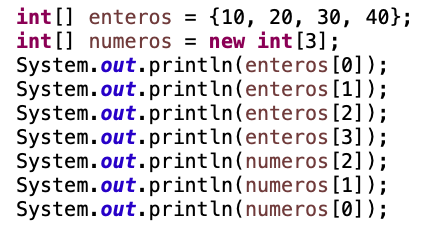 int[] enteros = {10, 20, 30, 40};
int[] numeros = new int[3];
System.out.println(enteros[0]);
System.out.println(enteros[1]);
System.out.println(enteros[2]);
System.out.println(enteros[3]);
System.out.println(numeros[2]);
System.out.println(numeros[1]);
System.out.println(numeros[0]);